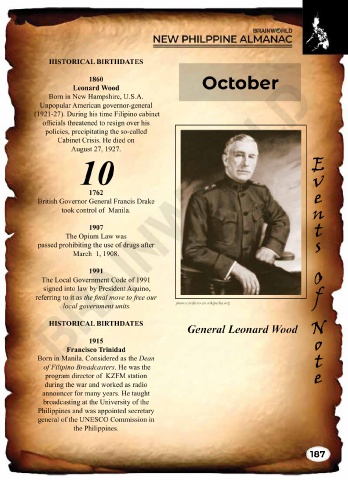 BRAINWORLD
NEW PHILPPINE ALMANAC
HISTORICAL BIRTHDATES
1860
Leonard Wood
Born in New Hampshire, U.S.A.
Unpopular American governor-general
(1921-27). During his time Filipino cabinet
officials threatened to resign over his
policies, precipitating the so-called
Cabinet Crisis. He died on
August 27, 1927.
10
1762
British Governor General Francis Drake
took control of Manila.
1907
The Opium Law was
passed prohibiting the use of drugs after
March 1, 1908.
1991
The Local Government Code of 1991
signed into law by President Aquino,
referring to it as the final move to free our
local government units
HISTORICAL BIRTHDATES
1915
Francisco Trinidad
Born in Manila. Considered as the Dean
of Filipino Broadcasters. He was the
program director of KZFM station
during the war and worked as radio
announcer for many years. He taught
broadcasting at the University of the
Philippines and was appointed secretary
general of the UNESCO Commission in
the Philippines.
October
General Leonard Wood
Events Of Note
187